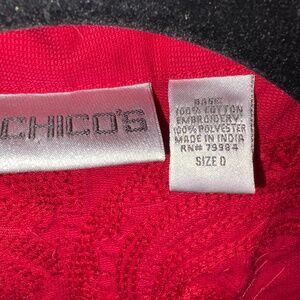 CHICO'S
BASE:
100% COTTON
EMBROIDERY:
100% POLYESTER
MADE IN INDIA
RN# 79984
SIZE 0